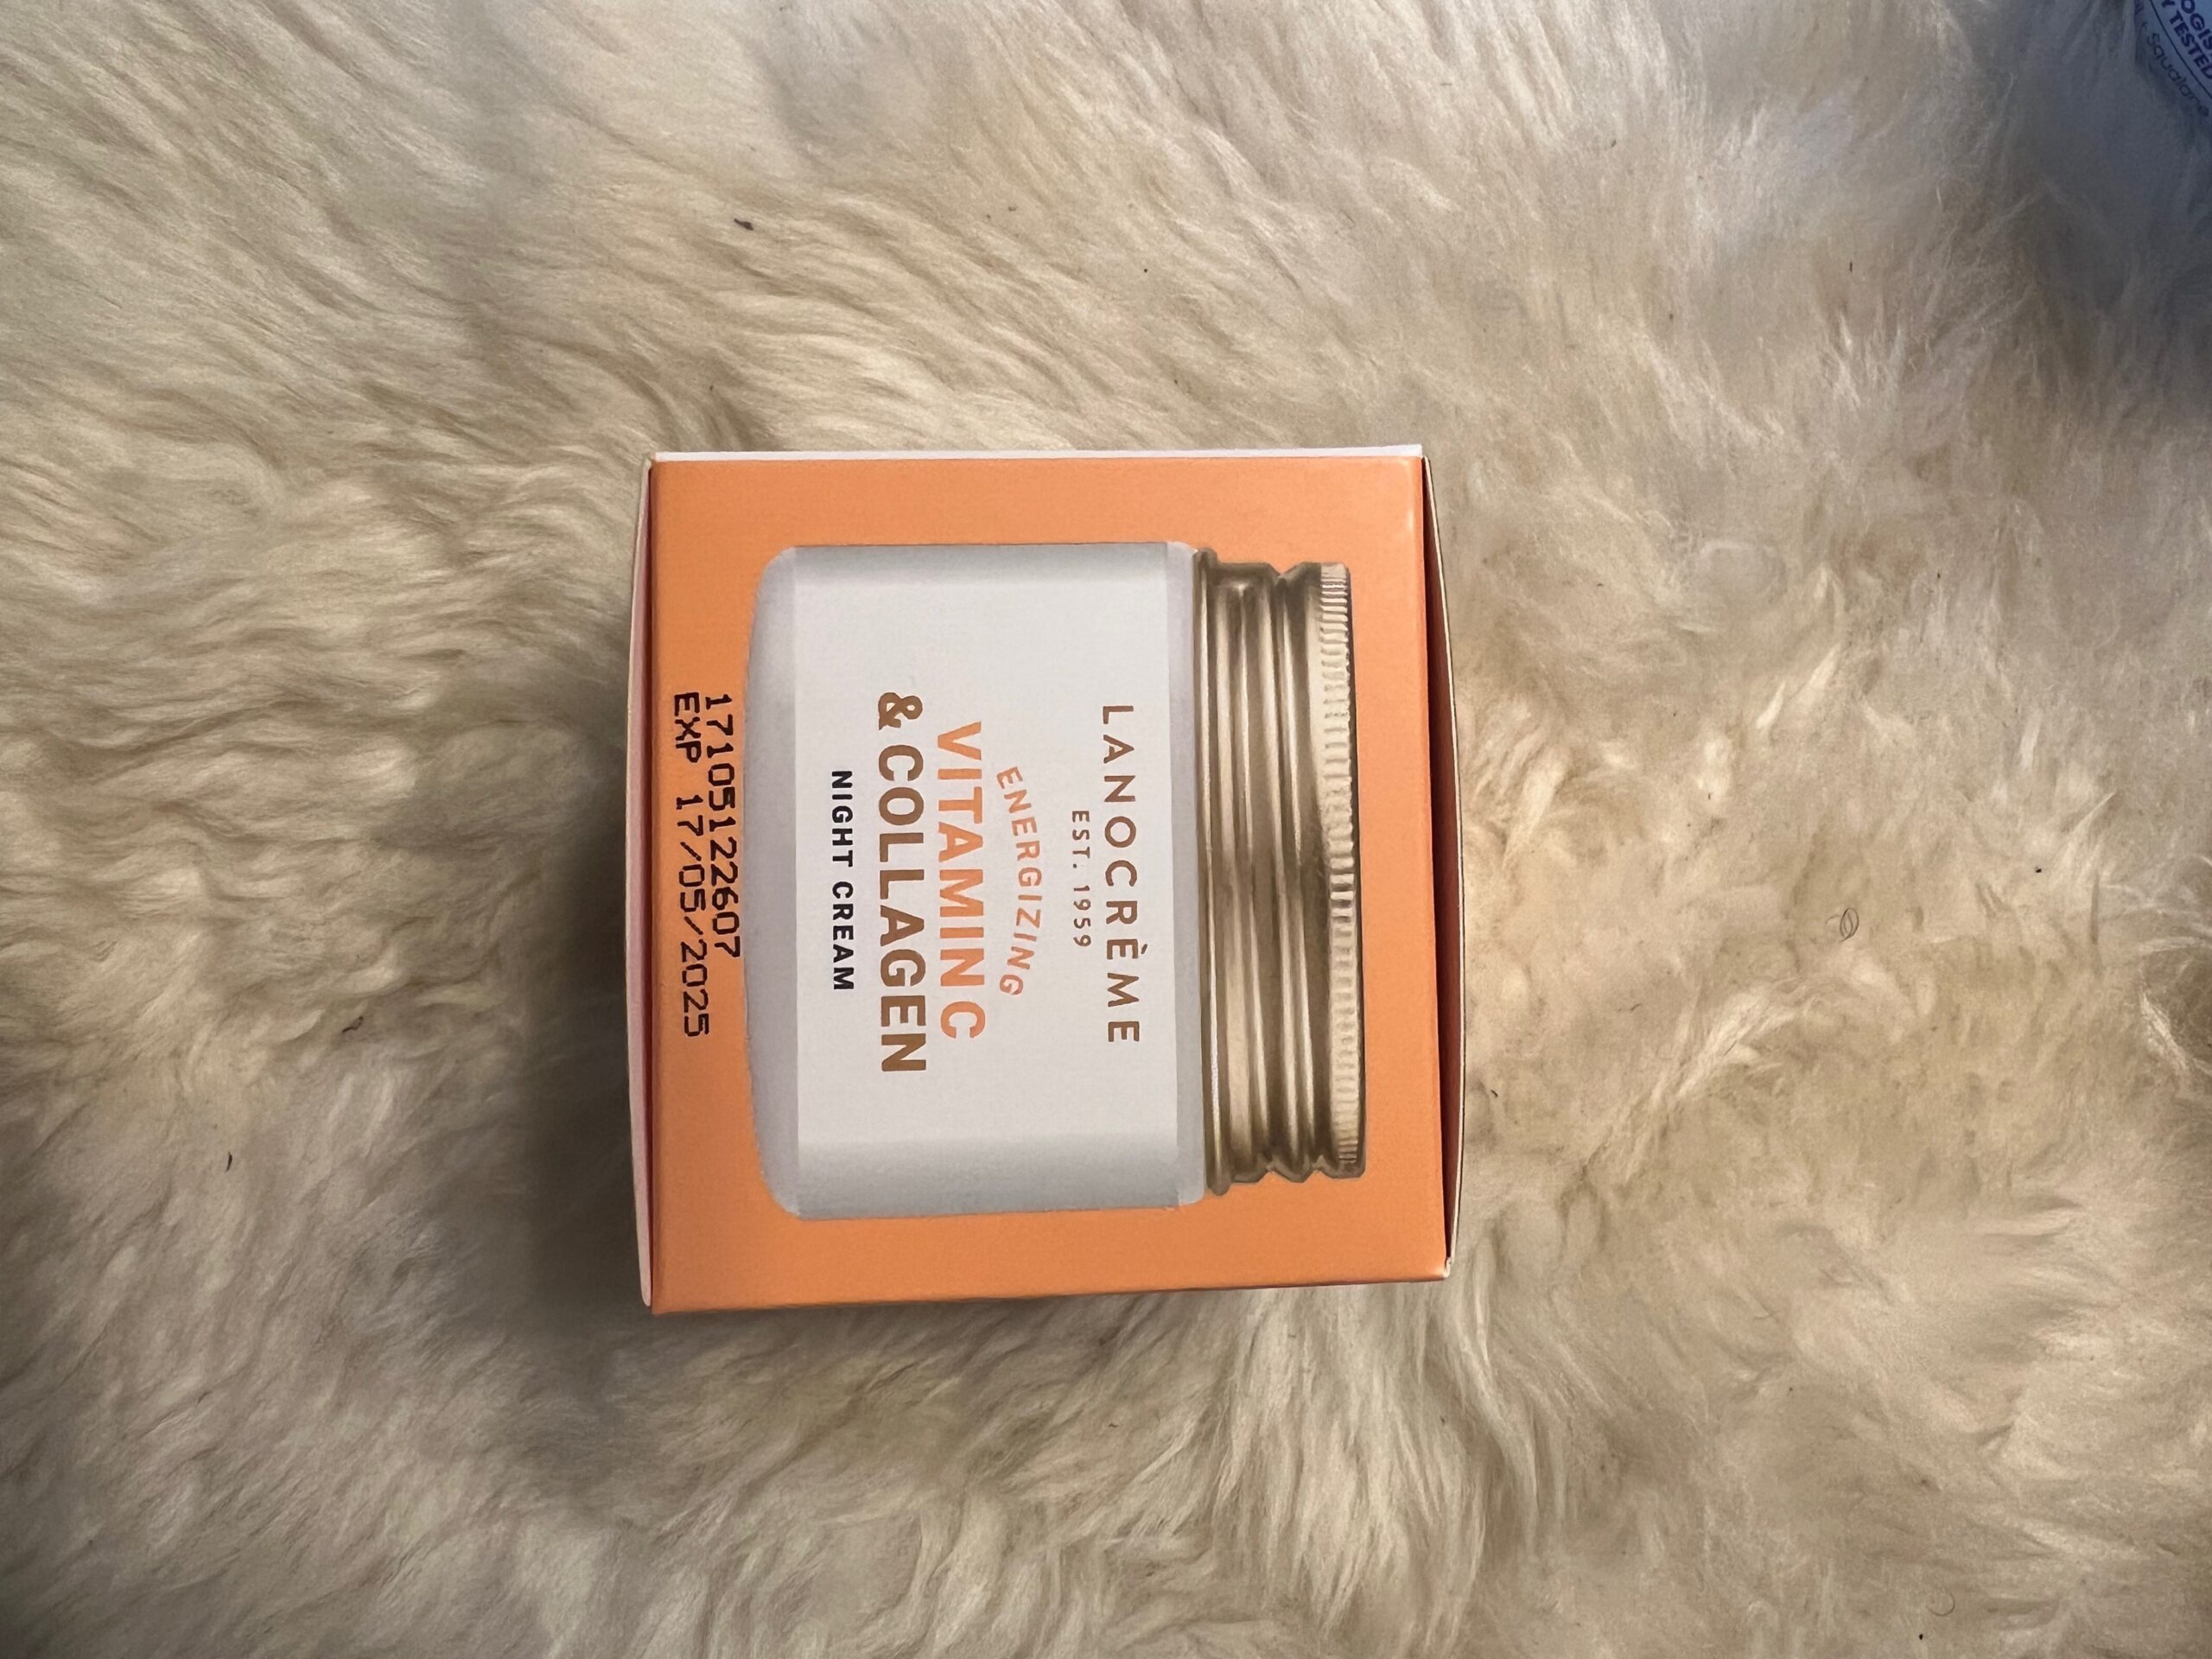 LANOCRÈME
EST. 1959
ENERGIZING
VITAMIN C
& COLLAGEN
NIGHT CREAM
17105122607
EXP 17/05/2025